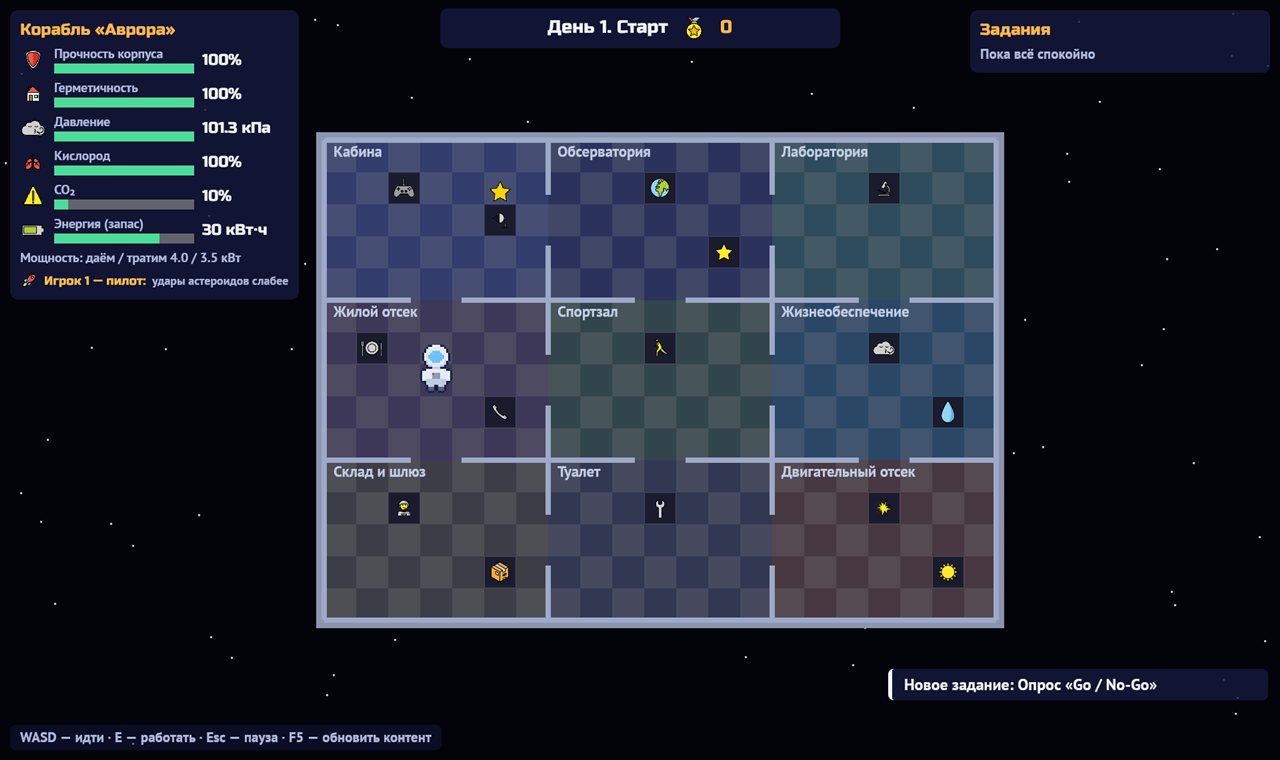 Корабль «Аврора»
Прочность корпуса
100%
Герметичность
100%
Давление
101.3 кПа
Кислород
100%
CO₂
10%
Энергия (запас)
30 кВт·ч
Мощность: даём / тратим 4.0 / 3.5 кВт
Игрок 1 — пилот: удары астероидов слабее
День 1. Старт 0
Задания
Пока всё спокойно
Кабина
Обсерватория
Лаборатория
Жилой отсек
Спортзал
Жизнеобеспечение
Склад и шлюз
Туалет
Двигательный отсек
Новое задание: Опрос «Go / No-Go»
WASD — идти · E — работать · Esc — пауза · F5 — обновить контент